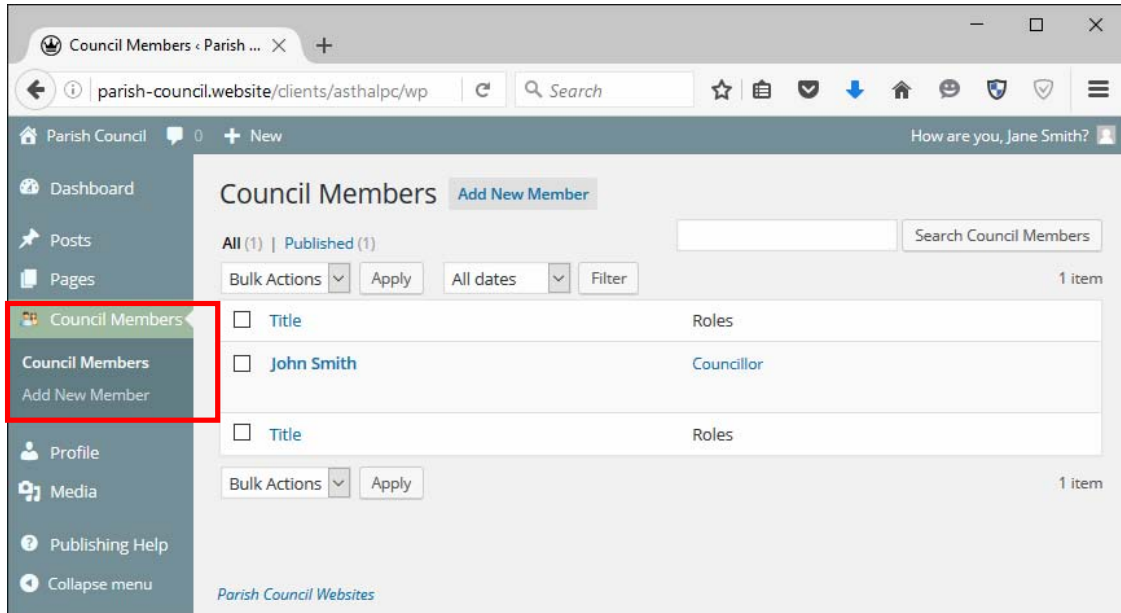 Council Members ‹ Parish ...
parish-council.website/clients/asthalpc/wp
Search
Parish Council 0 New
How are you, Jane Smith?
Dashboard
Posts
Pages
Council Members
Council Members
Add New Member
Profile
Media
Publishing Help
Collapse menu
Council Members Add New Member
All (1) | Published (1)
Search Council Members
Bulk Actions Apply All dates Filter 1 item
Title Roles
John Smith Councillor
Title Roles
Bulk Actions Apply 1 item
Parish Council Websites